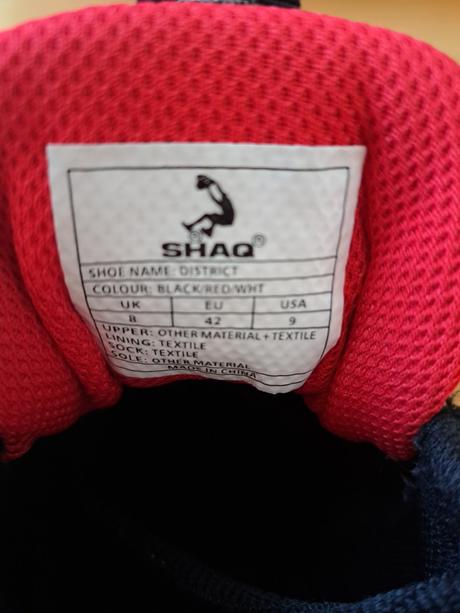 SHAQ®
SHOE NAME: DISTRICT
COLOUR: BLACK/RED/WHT
UK EU USA
8 42 9
UPPER: OTHER MATERIAL+TEXTILE
LINING: TEXTILE
SOCK: TEXTILE
SOLE: OTHER MATERIAL
MADE IN CHINA